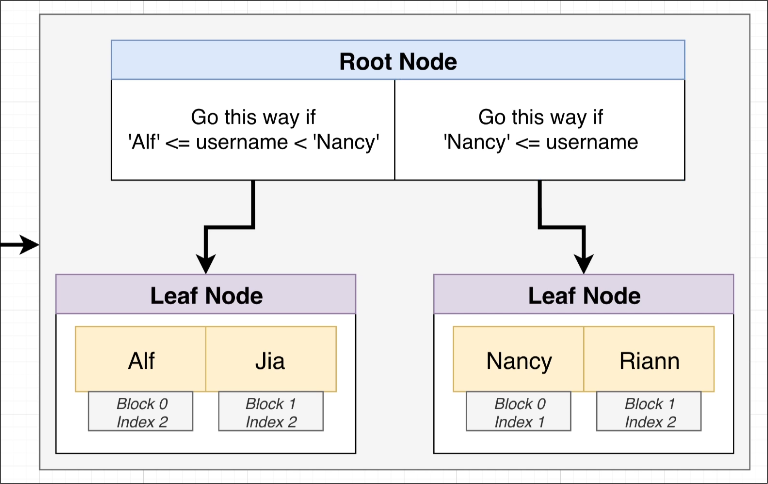 Root Node
Go this way if
'Alf' <= username < 'Nancy'
Go this way if
'Nancy' <= username
Leaf Node
Alf
Jia
Block 0
Index 2
Block 1
Index 2
Leaf Node
Nancy
Riann
Block 0
Index 1
Block 1
Index 2